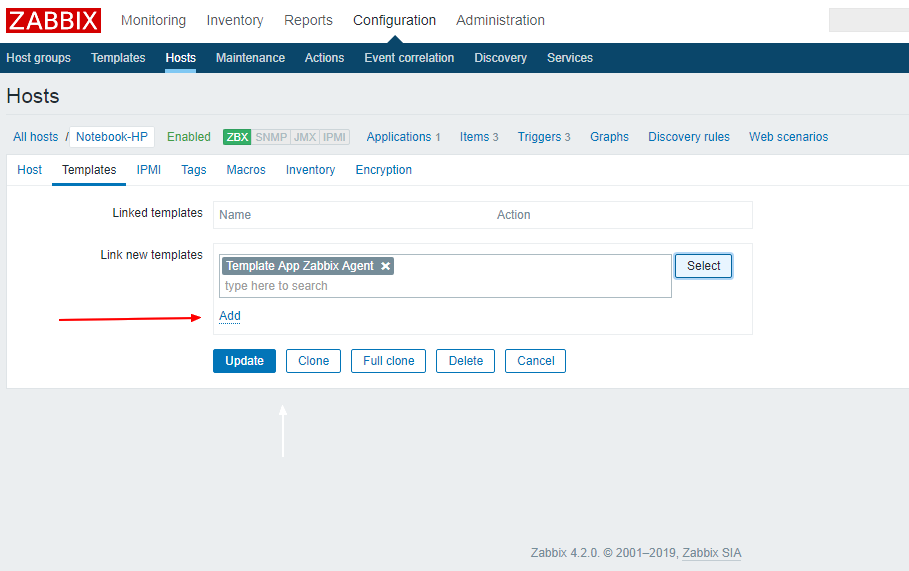 ZABBIX Monitoring Inventory Reports Configuration Administration
Host groups Templates Hosts Maintenance Actions Event correlation Discovery Services
Hosts
All hosts / Notebook-HP Enabled ZBX SNMP JMX IPMI Applications 1 Items 3 Triggers 3 Graphs Discovery rules Web scenarios
Host Templates IPMI Tags Macros Inventory Encryption
Linked templates Name Action
Link new templates Template App Zabbix Agent Select
type here to search
Add
Update Clone Full clone Delete Cancel
Zabbix 4.2.0. © 2001–2019, Zabbix SIA